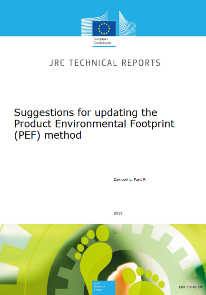 European
Commission
JRC TECHNICAL REPORTS
Suggestions for updating the
Product Environmental Footprint
(PEF) method
2019